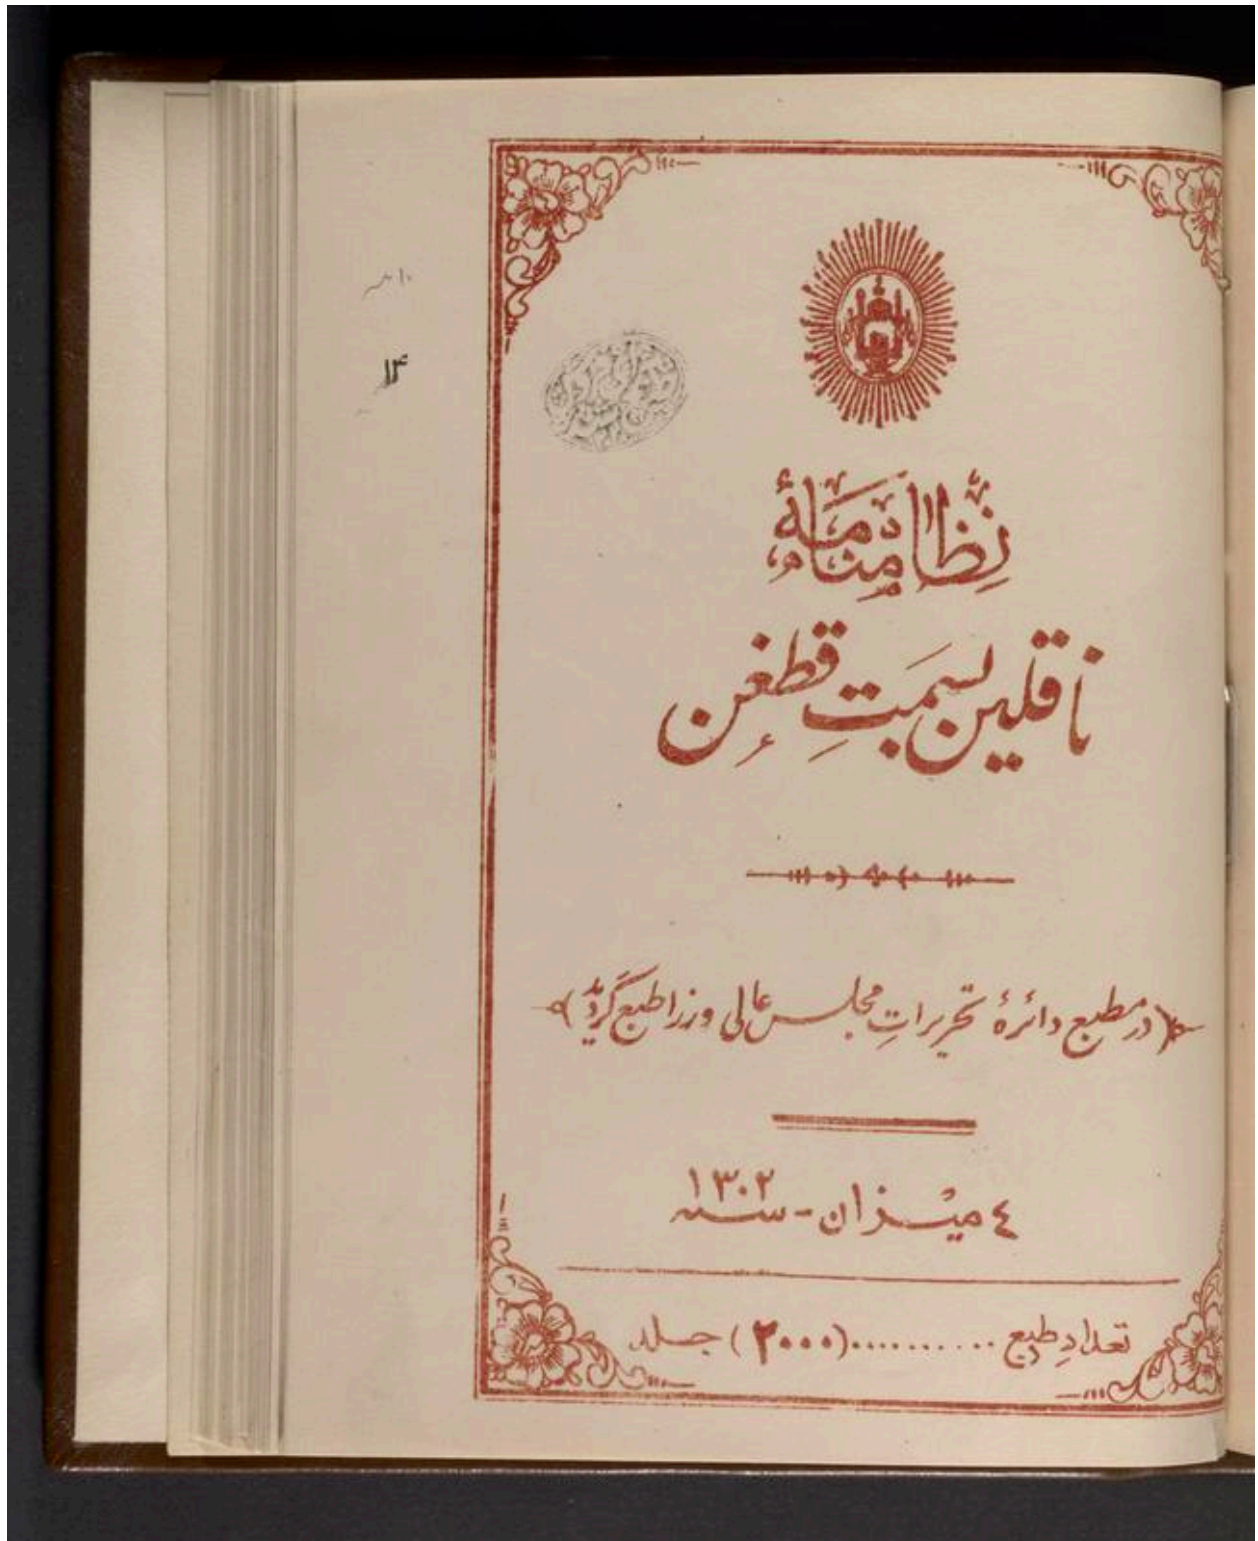 نظامنامهٔ
ناقلین بسمتِ قطغن
(در مطبع دائرهٔ تحریراتِ مجلس عالی وزرا طبع گردید)
٤ میزان - سنه ۱۳۰۲
تعدادِ طبع ..........(۲۰۰۰) جلد
۱۳